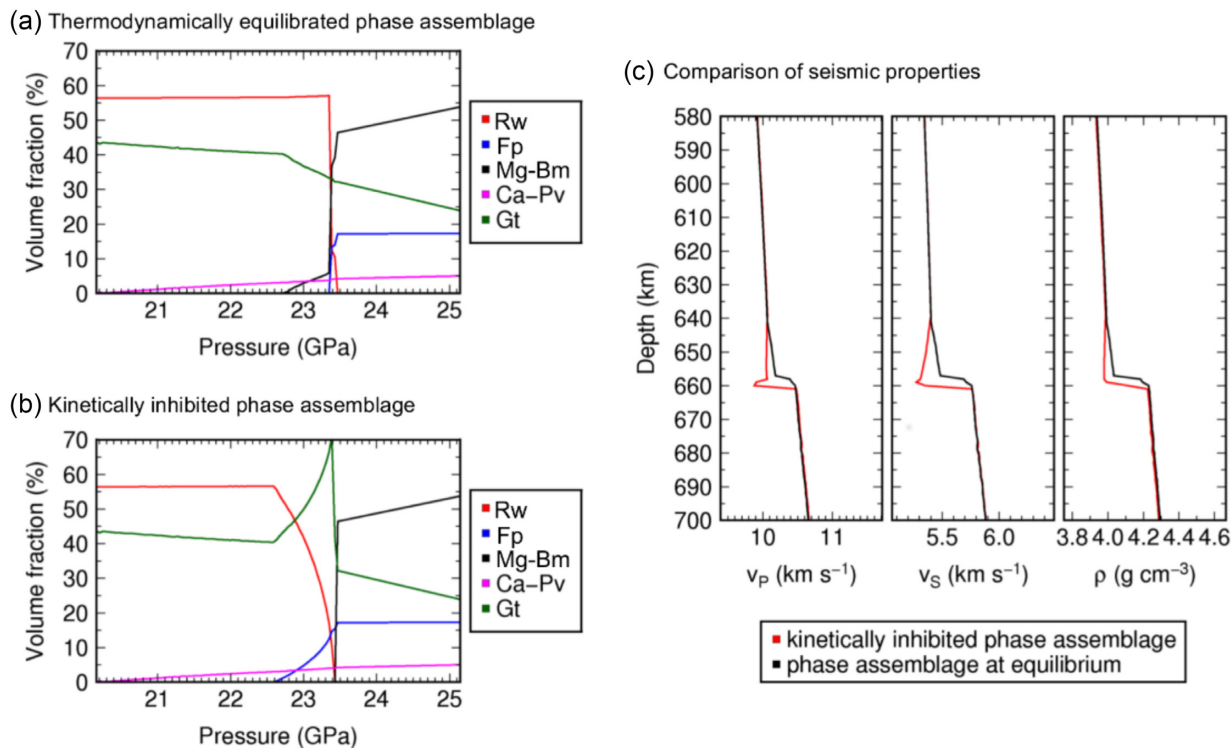 (a) Thermodynamically equilibrated phase assemblage
Volume fraction (%)
70
60
50
40
30
20
10
0
21 22 23 24 25
Pressure (GPa)
Rw
Fp
Mg-Bm
Ca-Pv
Gt
(b) Kinetically inhibited phase assemblage
Volume fraction (%)
70
60
50
40
30
20
10
0
21 22 23 24 25
Pressure (GPa)
Rw
Fp
Mg-Bm
Ca-Pv
Gt
(c) Comparison of seismic properties
Depth (km)
580
590
600
610
620
630
640
650
660
670
680
690
700
10 11
vP (km s⁻¹)
5.5 6.0
vS (km s⁻¹)
3.8 4.0 4.2 4.4 4.6
ρ (g cm⁻³)
kinetically inhibited phase assemblage
phase assemblage at equilibrium